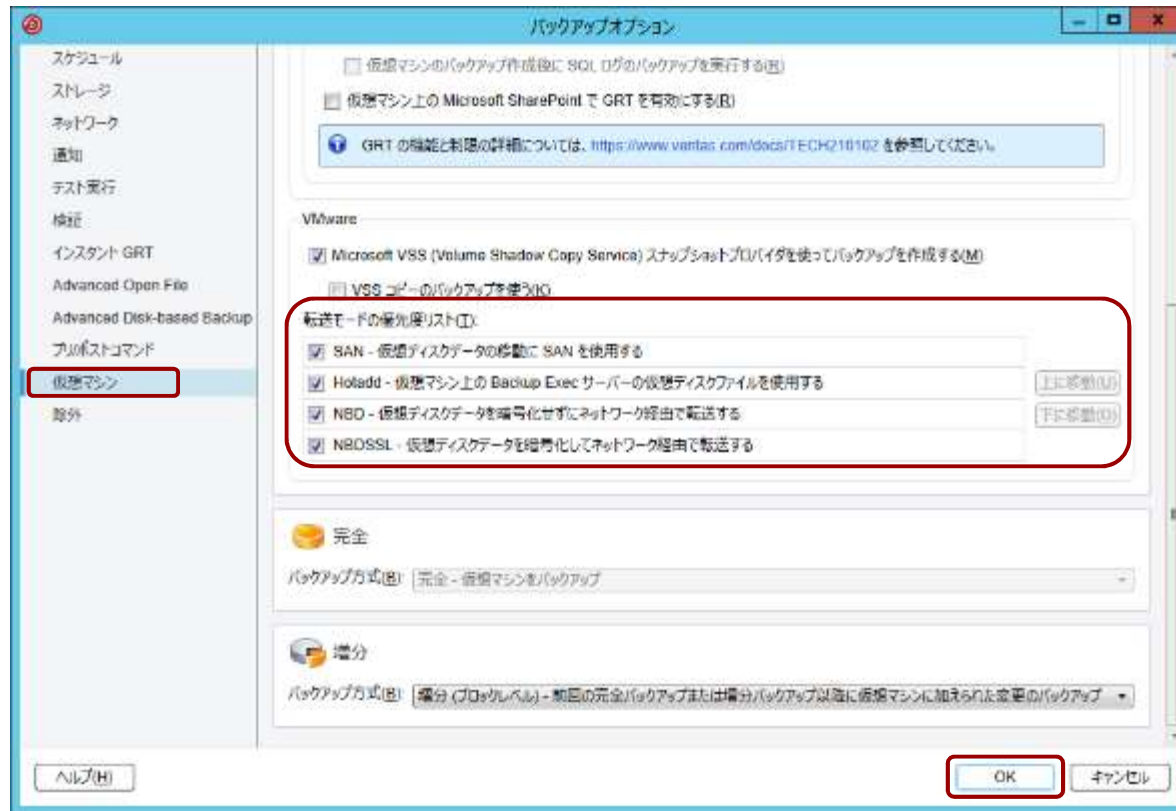 バックアップオプション
スケジュール
ストレージ
ネットワーク
通知
テスト実行
検証
インスタント GRT
Advanced Open File
Advanced Disk-based Backup
プリ/ポストコマンド
仮想マシン
除外
仮想マシンのバックアップ作成後に SQL ログのバックアップを実行する(B)
仮想マシン上の Microsoft SharePoint で GRT を有効にする(R)
GRT の機能と制限の詳細については、https://www.veritas.com/docs/TECH210102 を参照してください。
VMware
Microsoft VSS (Volume Shadow Copy Service) スナップショットプロバイダを使ってバックアップを作成する(M)
VSS コピーのバックアップを使う(K)
転送モードの優先度リスト(T):
SAN - 仮想ディスクデータの移動に SAN を使用する
Hotadd - 仮想マシン上の Backup Exec サーバーの仮想ディスクファイルを使用する
NBD - 仮想ディスクデータを暗号化せずにネットワーク経由で転送する
NBDSSL - 仮想ディスクデータを暗号化してネットワーク経由で転送する
上に移動(U)
下に移動(O)
完全
バックアップ方式(B): 完全 - 仮想マシンをバックアップ
増分
バックアップ方式(B): 増分 (ブロックレベル) - 前回の完全バックアップまたは増分バックアップ以降に仮想マシンに加えられた変更のバックアップ
ヘルプ(H)
OK
キャンセル